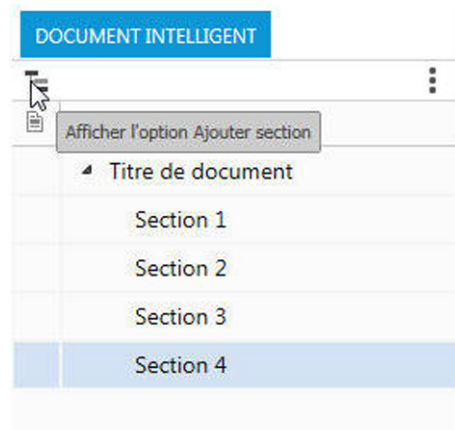 DOCUMENT INTELLIGENT
Afficher l'option Ajouter section
Titre de document
Section 1
Section 2
Section 3
Section 4